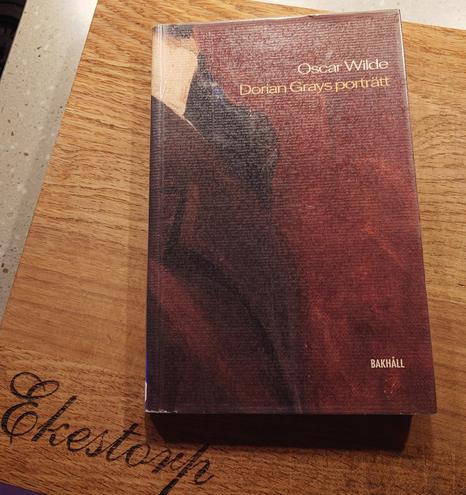 Oscar Wilde
Dorian Grays porträtt
BAKHÅLL
Ekestorp